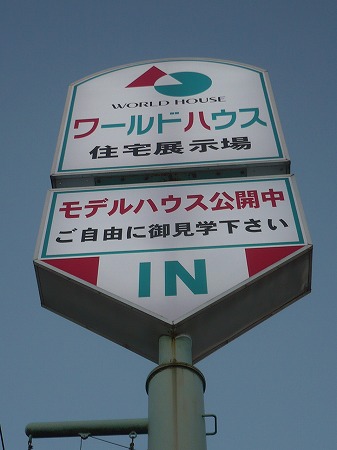 WORLD HOUSE
ワールドハウス
住宅展示場
モデルハウス公開中
ご自由に御見学下さい
IN